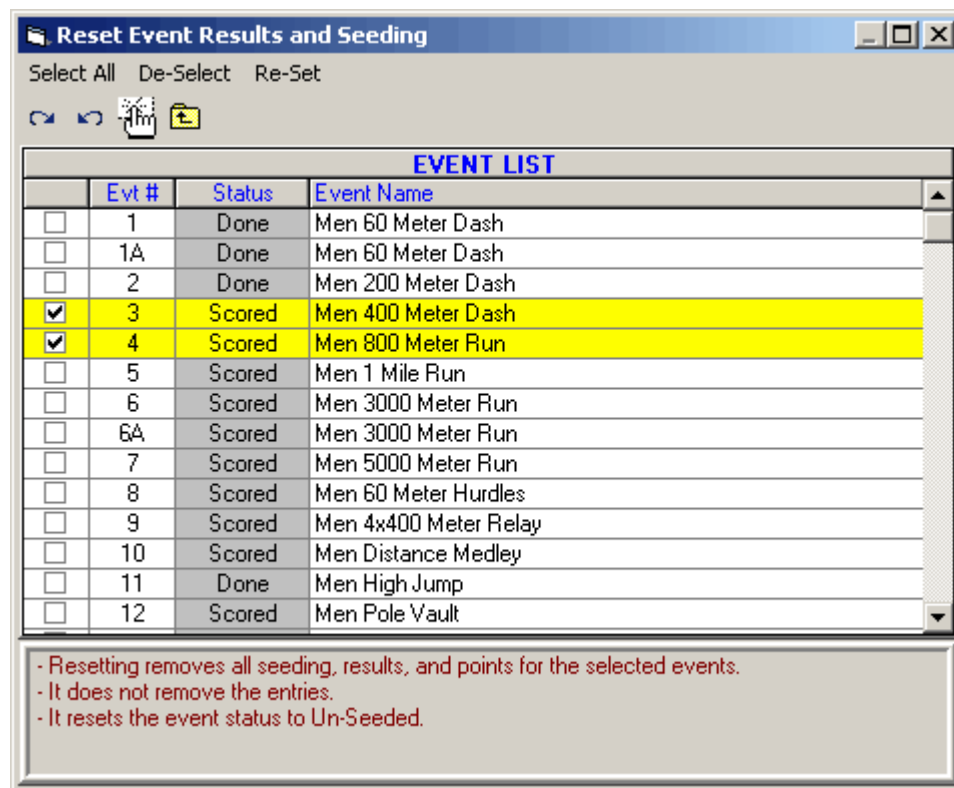 Reset Event Results and Seeding
Select All De-Select Re-Set
EVENT LIST
Evt # Status Event Name
1 Done Men 60 Meter Dash
1A Done Men 60 Meter Dash
2 Done Men 200 Meter Dash
3 Scored Men 400 Meter Dash
4 Scored Men 800 Meter Run
5 Scored Men 1 Mile Run
6 Scored Men 3000 Meter Run
6A Scored Men 3000 Meter Run
7 Scored Men 5000 Meter Run
8 Scored Men 60 Meter Hurdles
9 Scored Men 4x400 Meter Relay
10 Scored Men Distance Medley
11 Done Men High Jump
12 Scored Men Pole Vault
- Resetting removes all seeding, results, and points for the selected events.
- It does not remove the entries.
- It resets the event status to Un-Seeded.